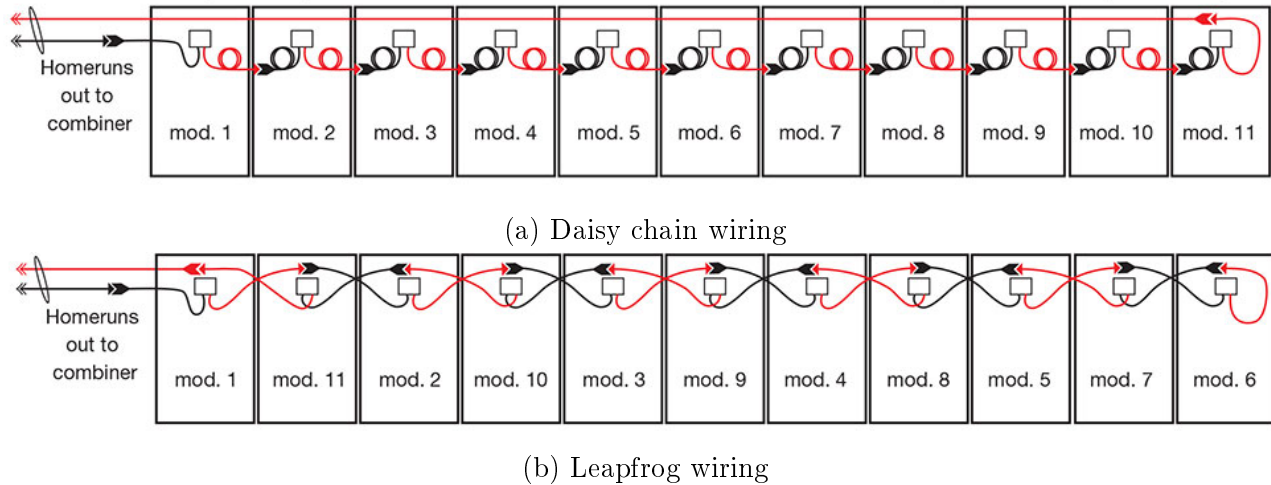 Homeruns
out to
combiner
mod. 1 mod. 2 mod. 3 mod. 4 mod. 5 mod. 6 mod. 7 mod. 8 mod. 9 mod. 10 mod. 11
(a) Daisy chain wiring
Homeruns
out to
combiner
mod. 1 mod. 11 mod. 2 mod. 10 mod. 3 mod. 9 mod. 4 mod. 8 mod. 5 mod. 7 mod. 6
(b) Leapfrog wiring